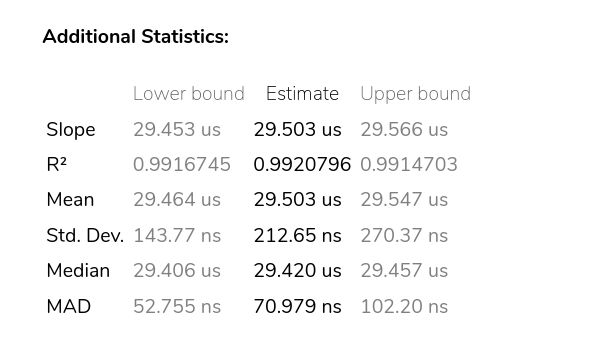 Additional Statistics:
Lower bound Estimate Upper bound
Slope 29.453 us 29.503 us 29.566 us
R² 0.9916745 0.9920796 0.9914703
Mean 29.464 us 29.503 us 29.547 us
Std. Dev. 143.77 ns 212.65 ns 270.37 ns
Median 29.406 us 29.420 us 29.457 us
MAD 52.755 ns 70.979 ns 102.20 ns